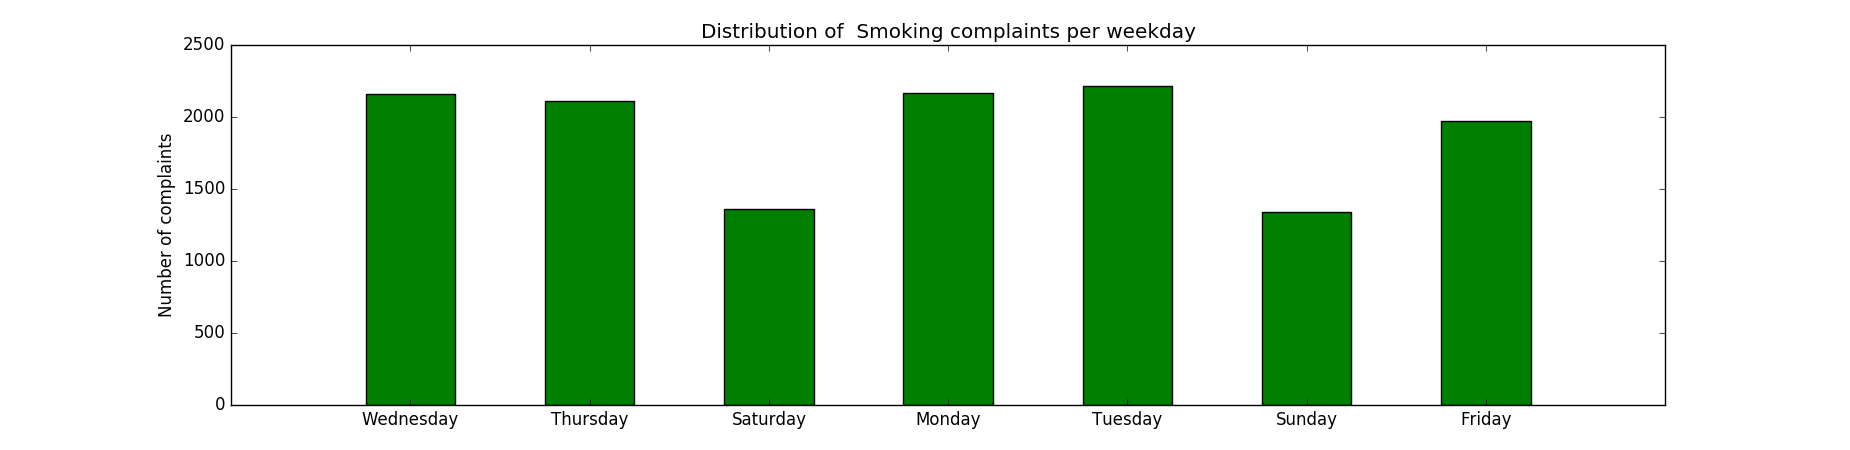 Distribution of  Smoking complaints per weekday
Number of complaints
2500
2000
1500
1000
500
0
Wednesday Thursday Saturday Monday Tuesday Sunday Friday